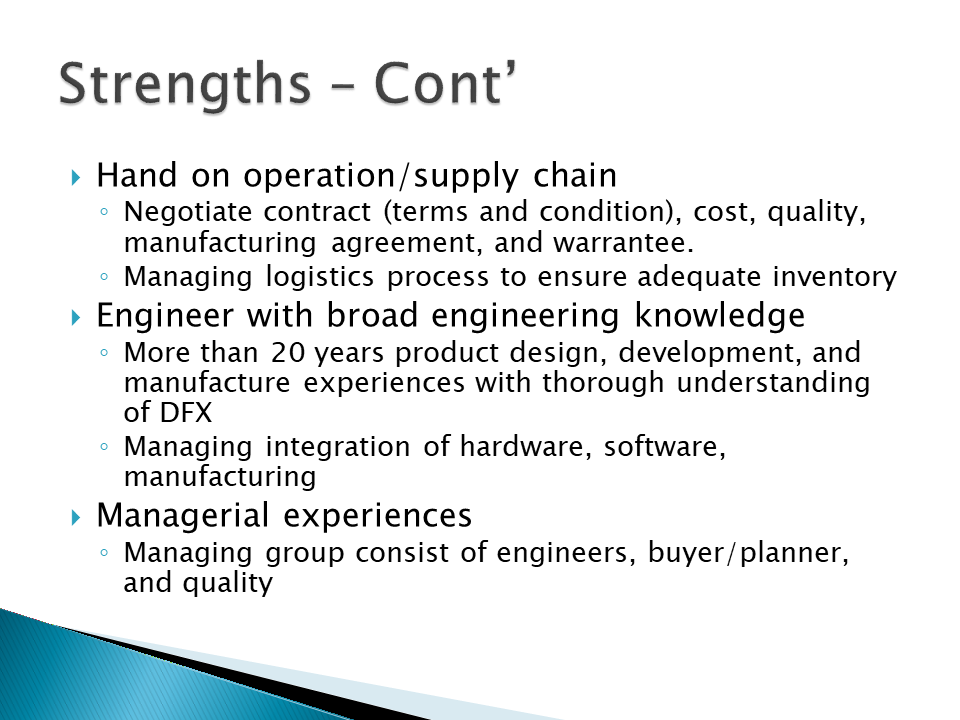 Strengths – Cont’
Hand on operation/supply chain
Negotiate contract (terms and condition), cost, quality,
manufacturing agreement, and warrantee.
Managing logistics process to ensure adequate inventory
Engineer with broad engineering knowledge
More than 20 years product design, development, and
manufacture experiences with thorough understanding
of DFX
Managing integration of hardware, software,
manufacturing
Managerial experiences
Managing group consist of engineers, buyer/planner,
and quality